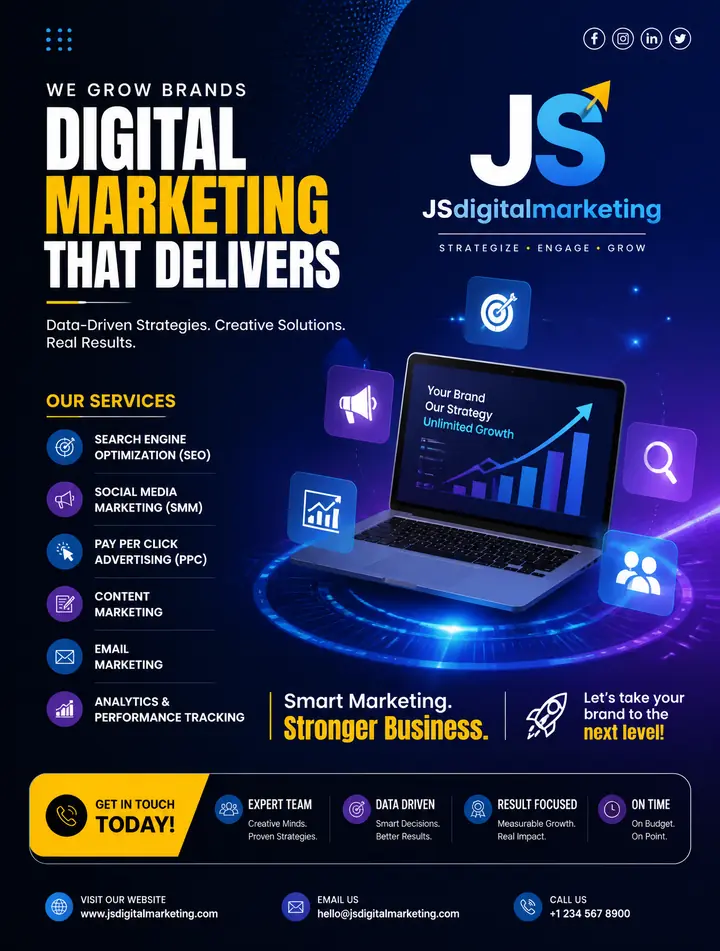 WE GROW BRANDS
DIGITAL
MARKETING
THAT DELIVERS
Data-Driven Strategies. Creative Solutions.
Real Results.
JS
JSdigitalmarketing
STRATEGIZE • ENGAGE • GROW
Your Brand
Our Strategy
Unlimited Growth
OUR SERVICES
SEARCH ENGINE
OPTIMIZATION (SEO)
SOCIAL MEDIA
MARKETING (SMM)
PAY PER CLICK
ADVERTISING (PPC)
CONTENT
MARKETING
EMAIL
MARKETING
ANALYTICS &
PERFORMANCE TRACKING
Smart Marketing.
Stronger Business.
Let's take your
brand to the
next level!
GET IN TOUCH
TODAY!
EXPERT TEAM
Creative Minds.
Proven Strategies.
DATA DRIVEN
Smart Decisions.
Better Results.
RESULT FOCUSED
Measurable Growth.
Real Impact.
ON TIME
On Budget.
On Point.
VISIT OUR WEBSITE
www.jsdigitalmarketing.com
EMAIL US
hello@jsdigitalmarketing.com
CALL US
+1 234 567 8900